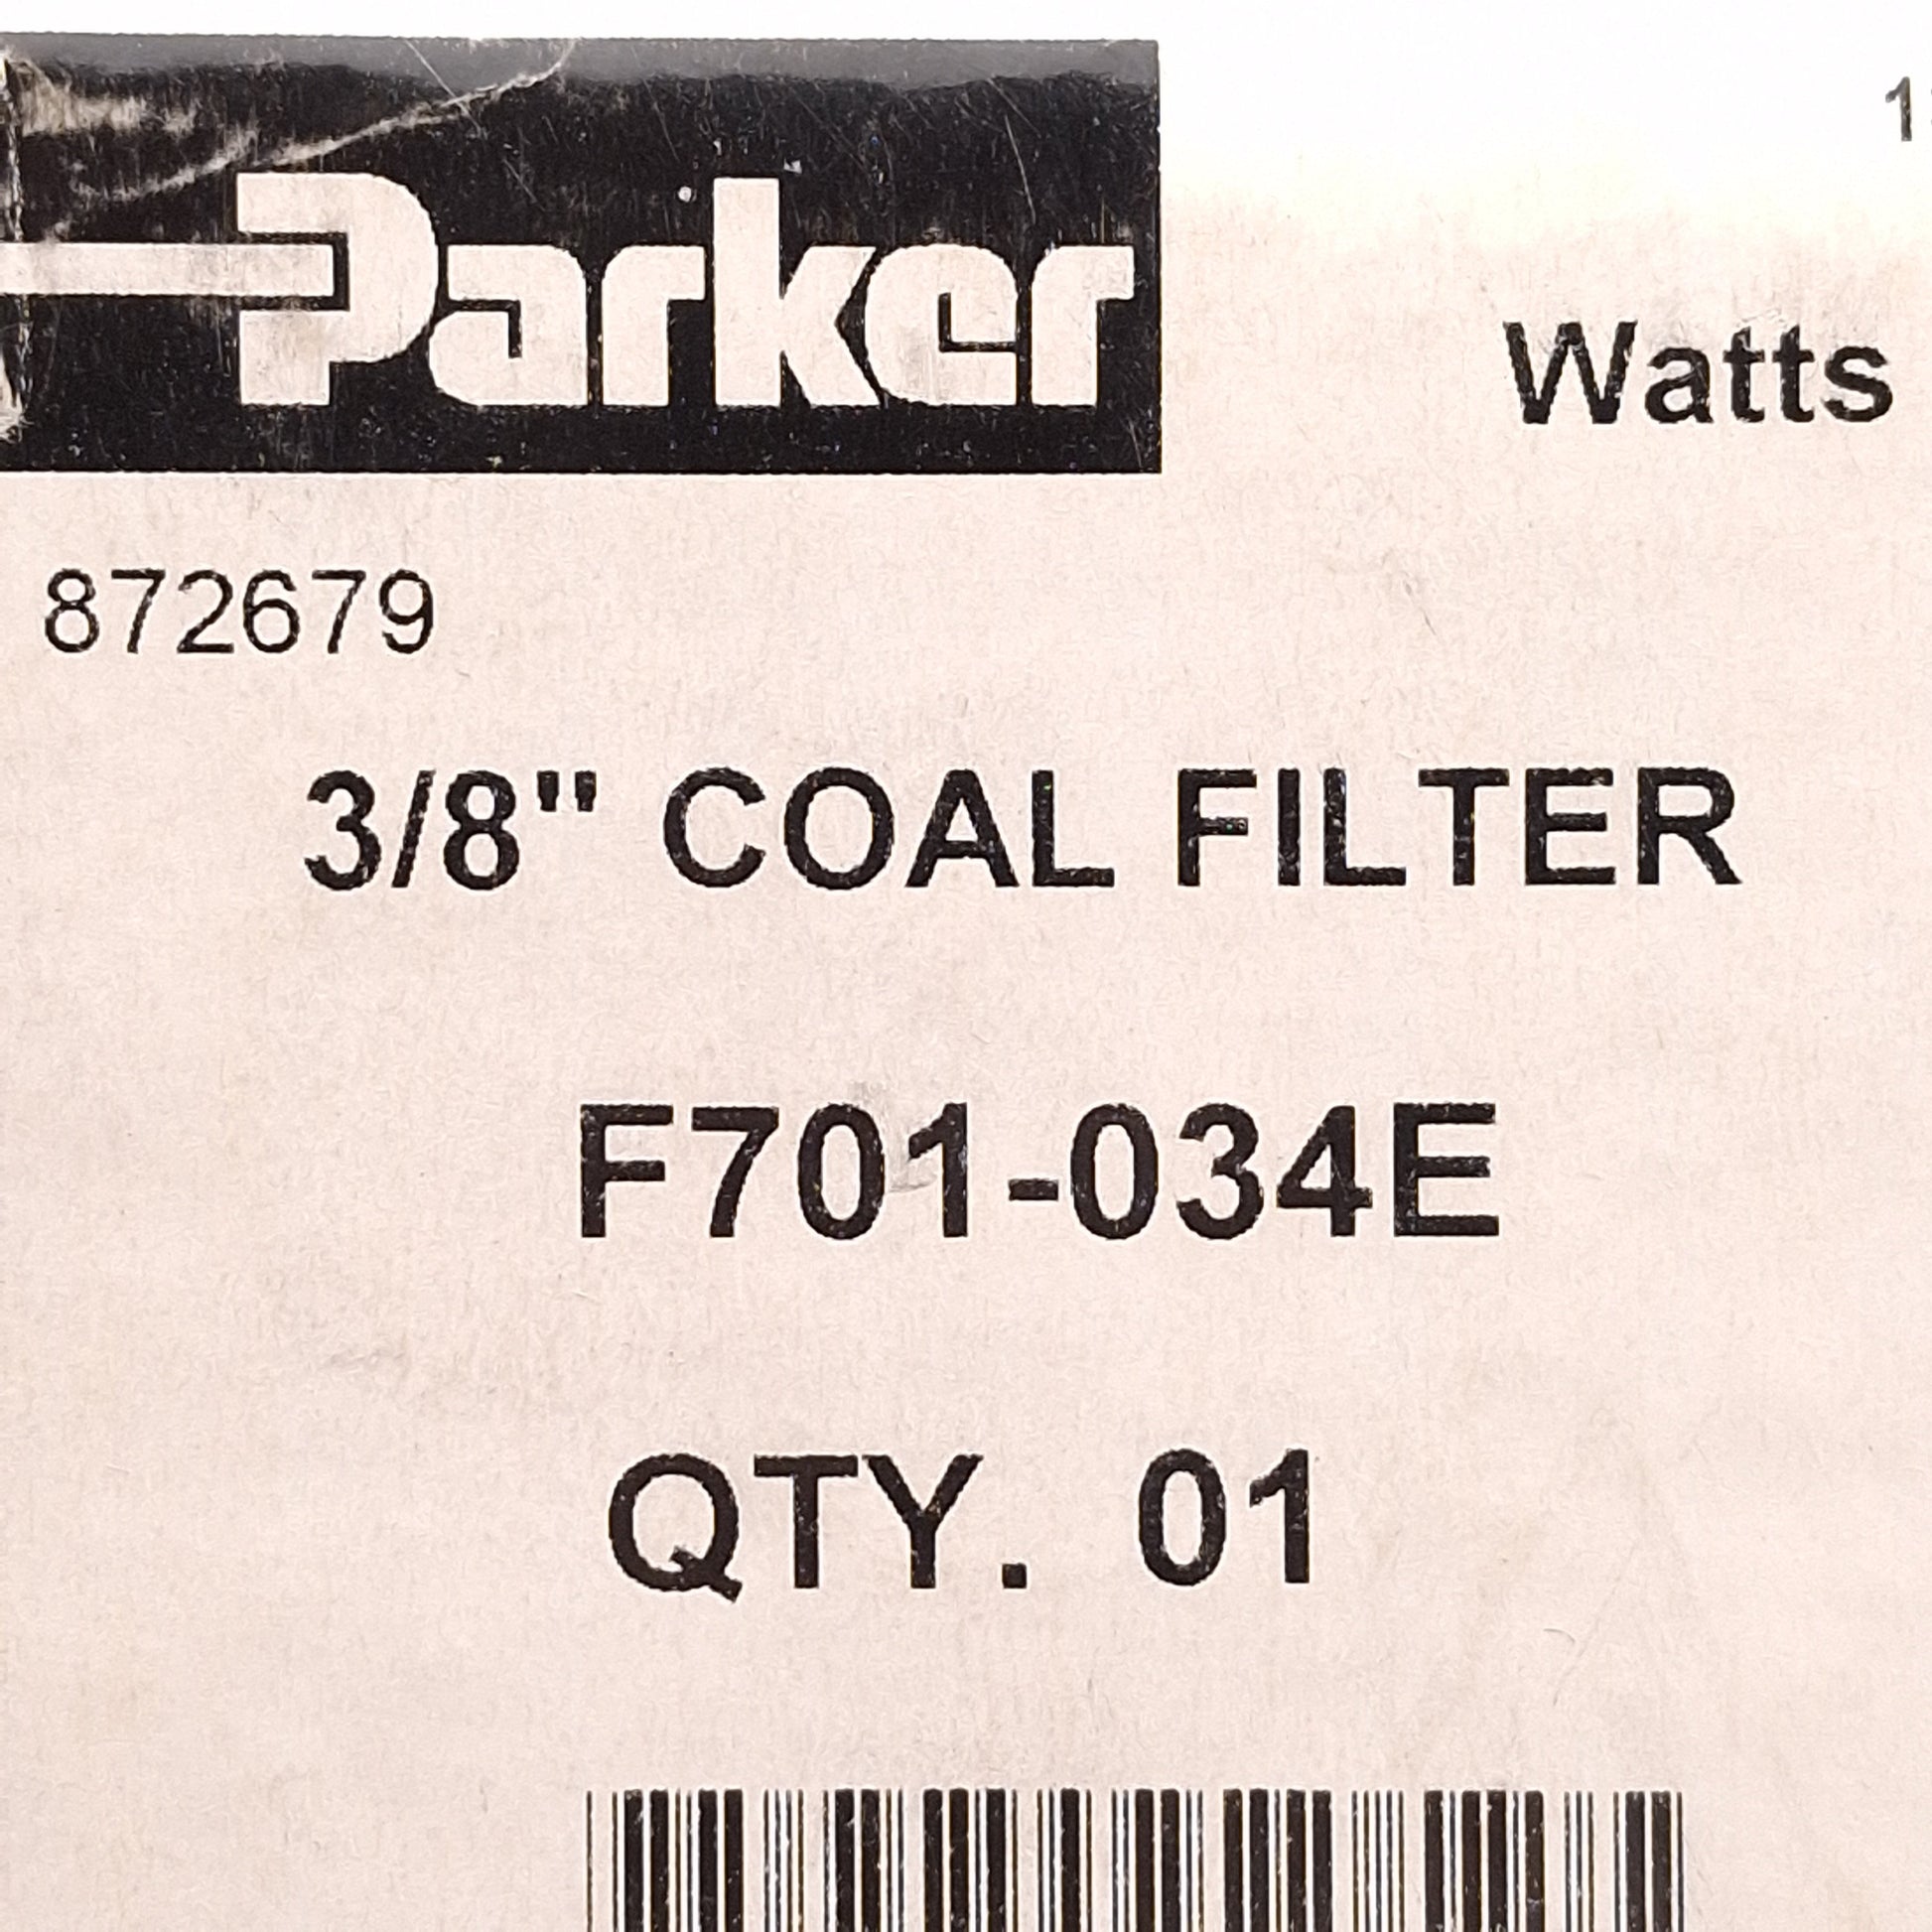 Parker
Watts
872679
3/8" COAL FILTER
F701-034E
QTY. 01